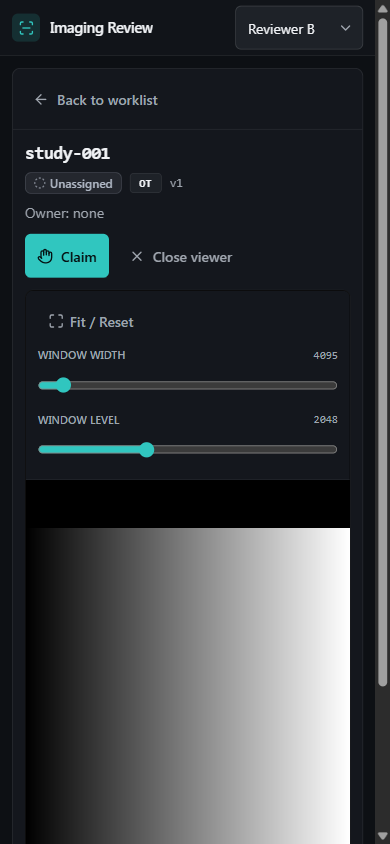 Imaging Review
Reviewer B
Back to worklist
study-001
Unassigned OT v1
Owner: none
Claim Close viewer
Fit / Reset
WINDOW WIDTH 4095
WINDOW LEVEL 2048